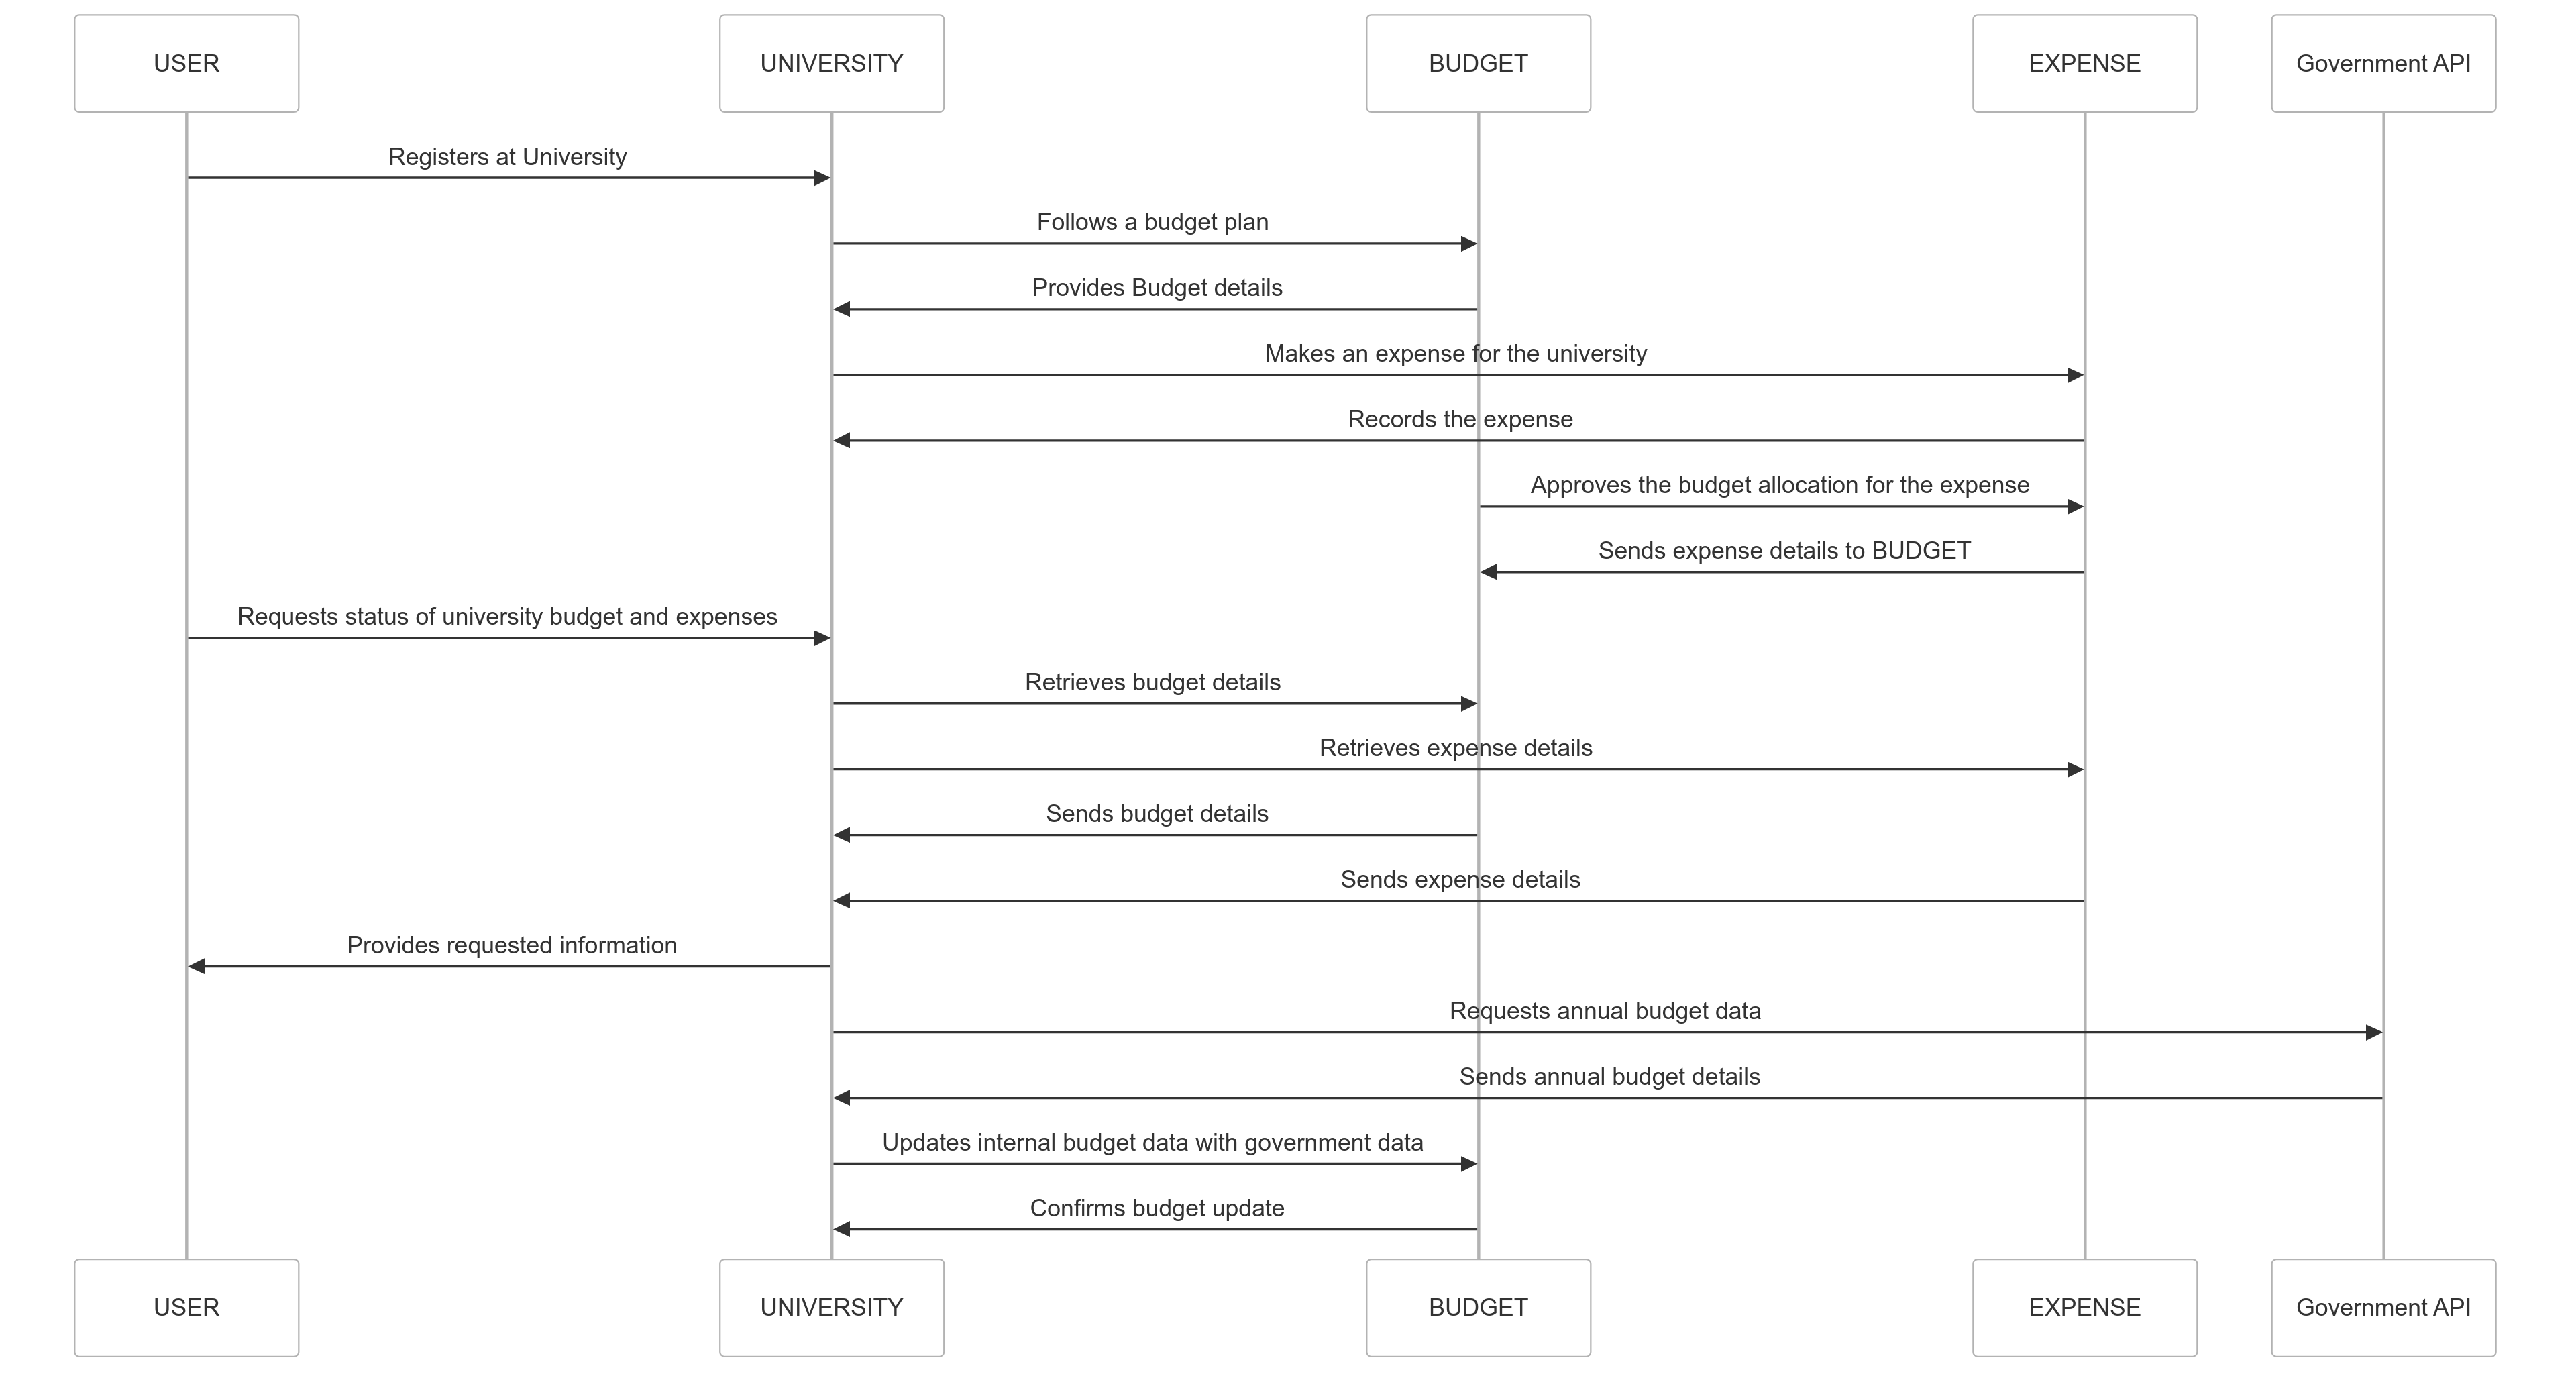 USER
UNIVERSITY
BUDGET
EXPENSE
Government API
Registers at University
Follows a budget plan
Provides Budget details
Makes an expense for the university
Records the expense
Approves the budget allocation for the expense
Sends expense details to BUDGET
Requests status of university budget and expenses
Retrieves budget details
Retrieves expense details
Sends budget details
Sends expense details
Provides requested information
Requests annual budget data
Sends annual budget details
Updates internal budget data with government data
Confirms budget update
USER
UNIVERSITY
BUDGET
EXPENSE
Government API